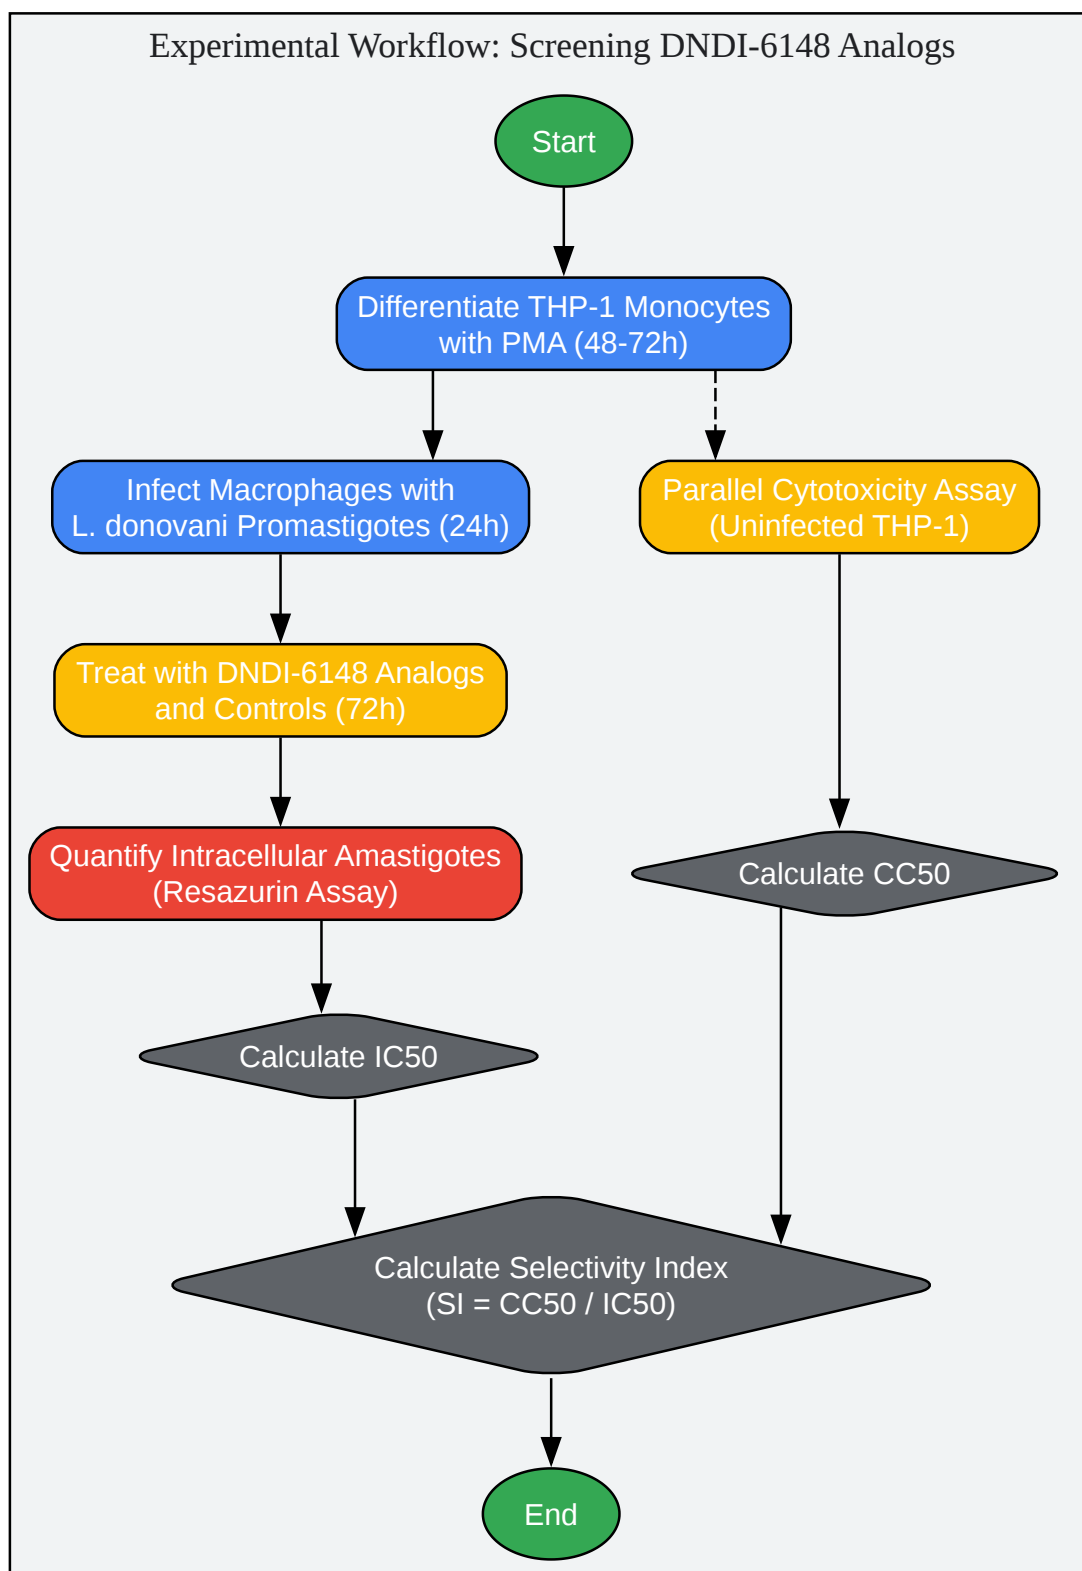 Experimental Workflow: Screening DNDI-6148 Analogs
Start
Differentiate THP-1 Monocytes
with PMA (48-72h)
Infect Macrophages with
L. donovani Promastigotes (24h)
Parallel Cytotoxicity Assay
(Uninfected THP-1)
Treat with DNDI-6148 Analogs
and Controls (72h)
Quantify Intracellular Amastigotes
(Resazurin Assay)
Calculate CC50
Calculate IC50
Calculate Selectivity Index
(SI = CC50 / IC50)
End